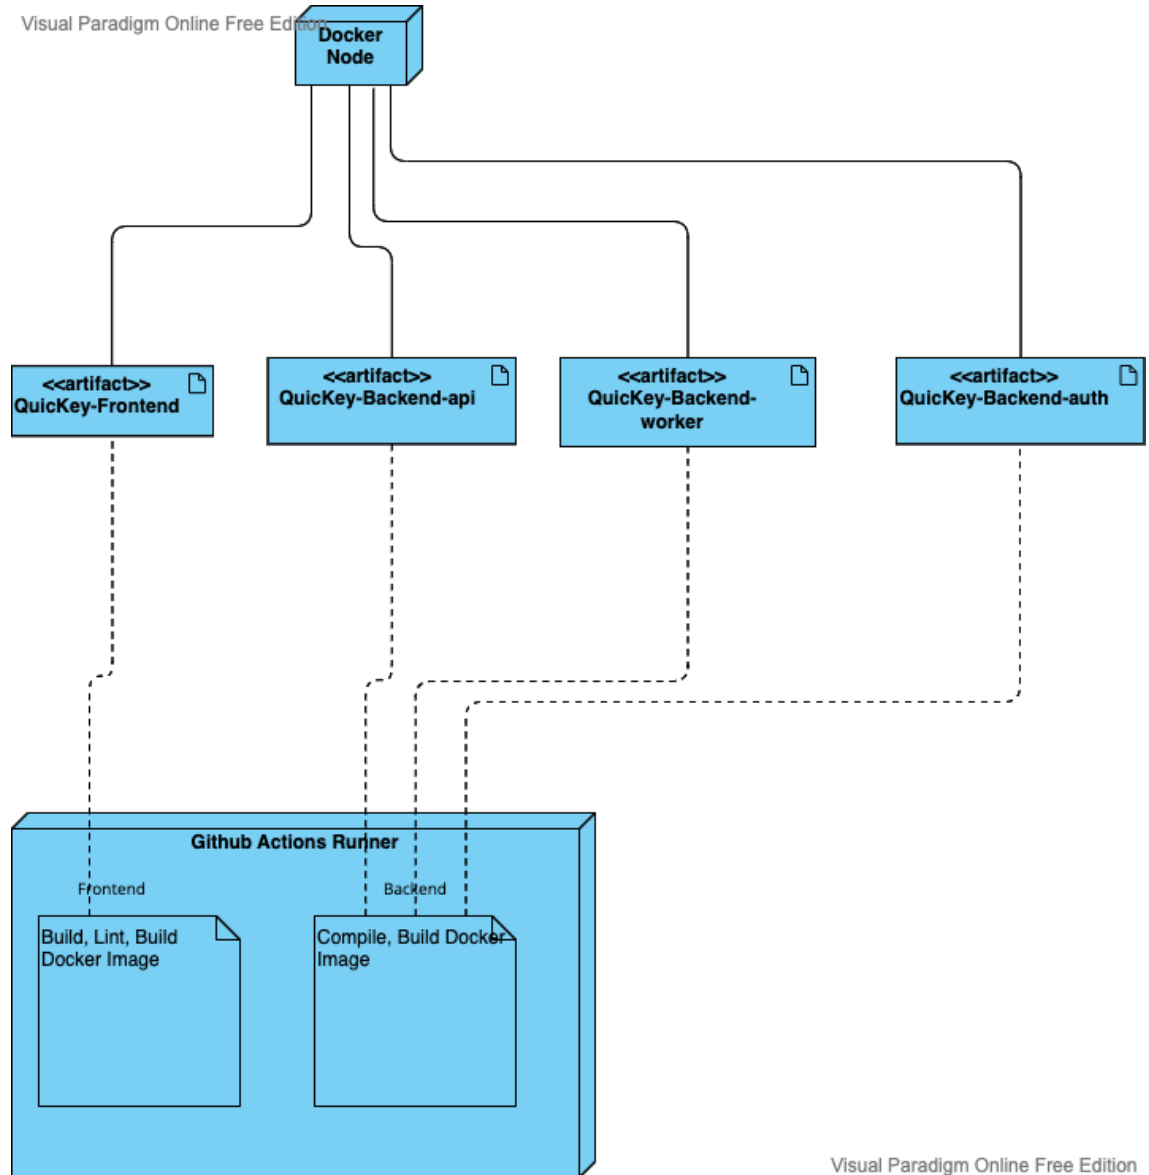 Visual Paradigm Online Free Edition
Docker
Node
<<artifact>>
QuicKey-Frontend
<<artifact>>
QuicKey-Backend-api
<<artifact>>
QuicKey-Backend-
worker
<<artifact>>
QuicKey-Backend-auth
Github Actions Runner
Frontend
Build, Lint, Build
Docker Image
Backend
Compile, Build Docker
Image
Visual Paradigm Online Free Edition